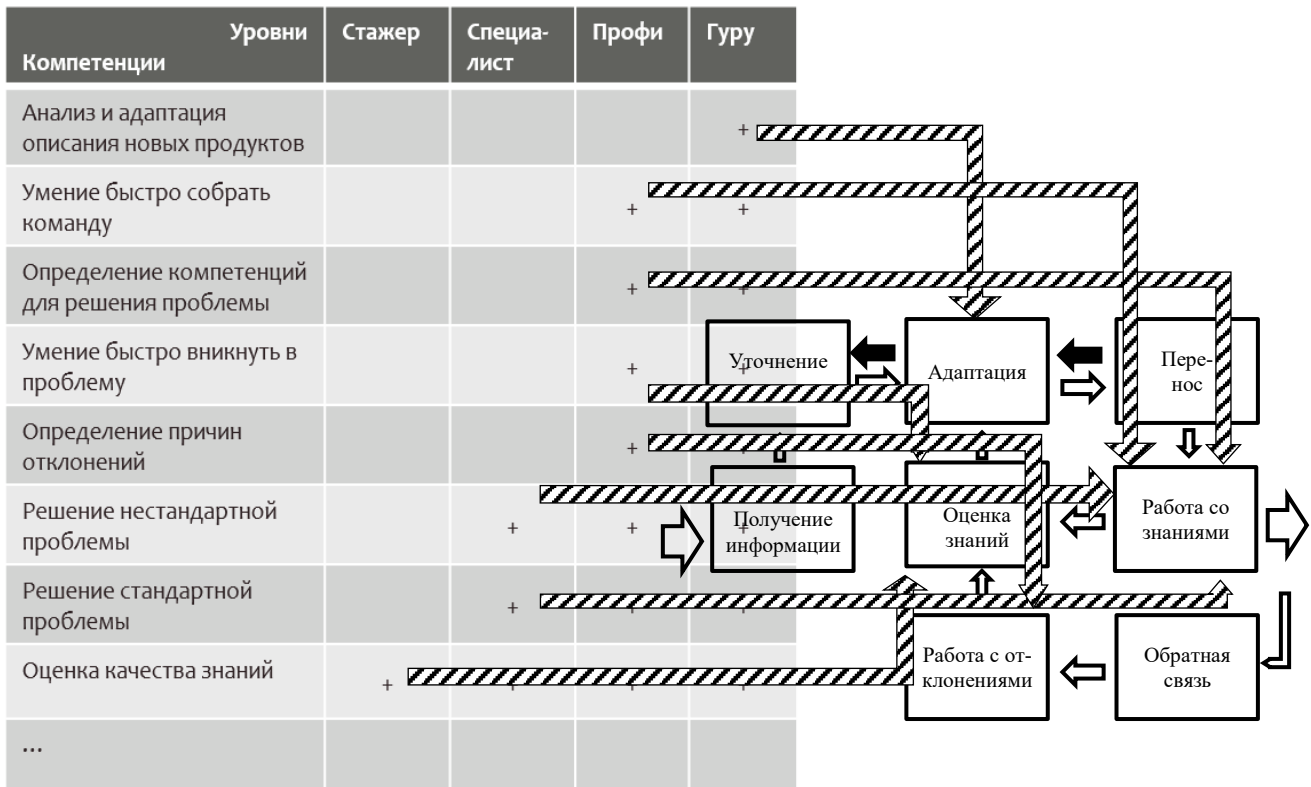 Уровни
Компетенции
Стажер
Специа-
лист
Профи
Гуру
Анализ и адаптация
описания новых продуктов
+
Умение быстро собрать
команду
+ +
Определение компетенций
для решения проблемы
+ +
Умение быстро вникнуть в
проблему
+ +
Определение причин
отклонений
+
Решение нестандартной
проблемы
+ + +
Решение стандартной
проблемы
+ + +
Оценка качества знаний
+ + + +
...
Уточнение
Адаптация
Пере-
нос
Получение
информации
Оценка
знаний
Работа со
знаниями
Работа с от-
клонениями
Обратная
связь